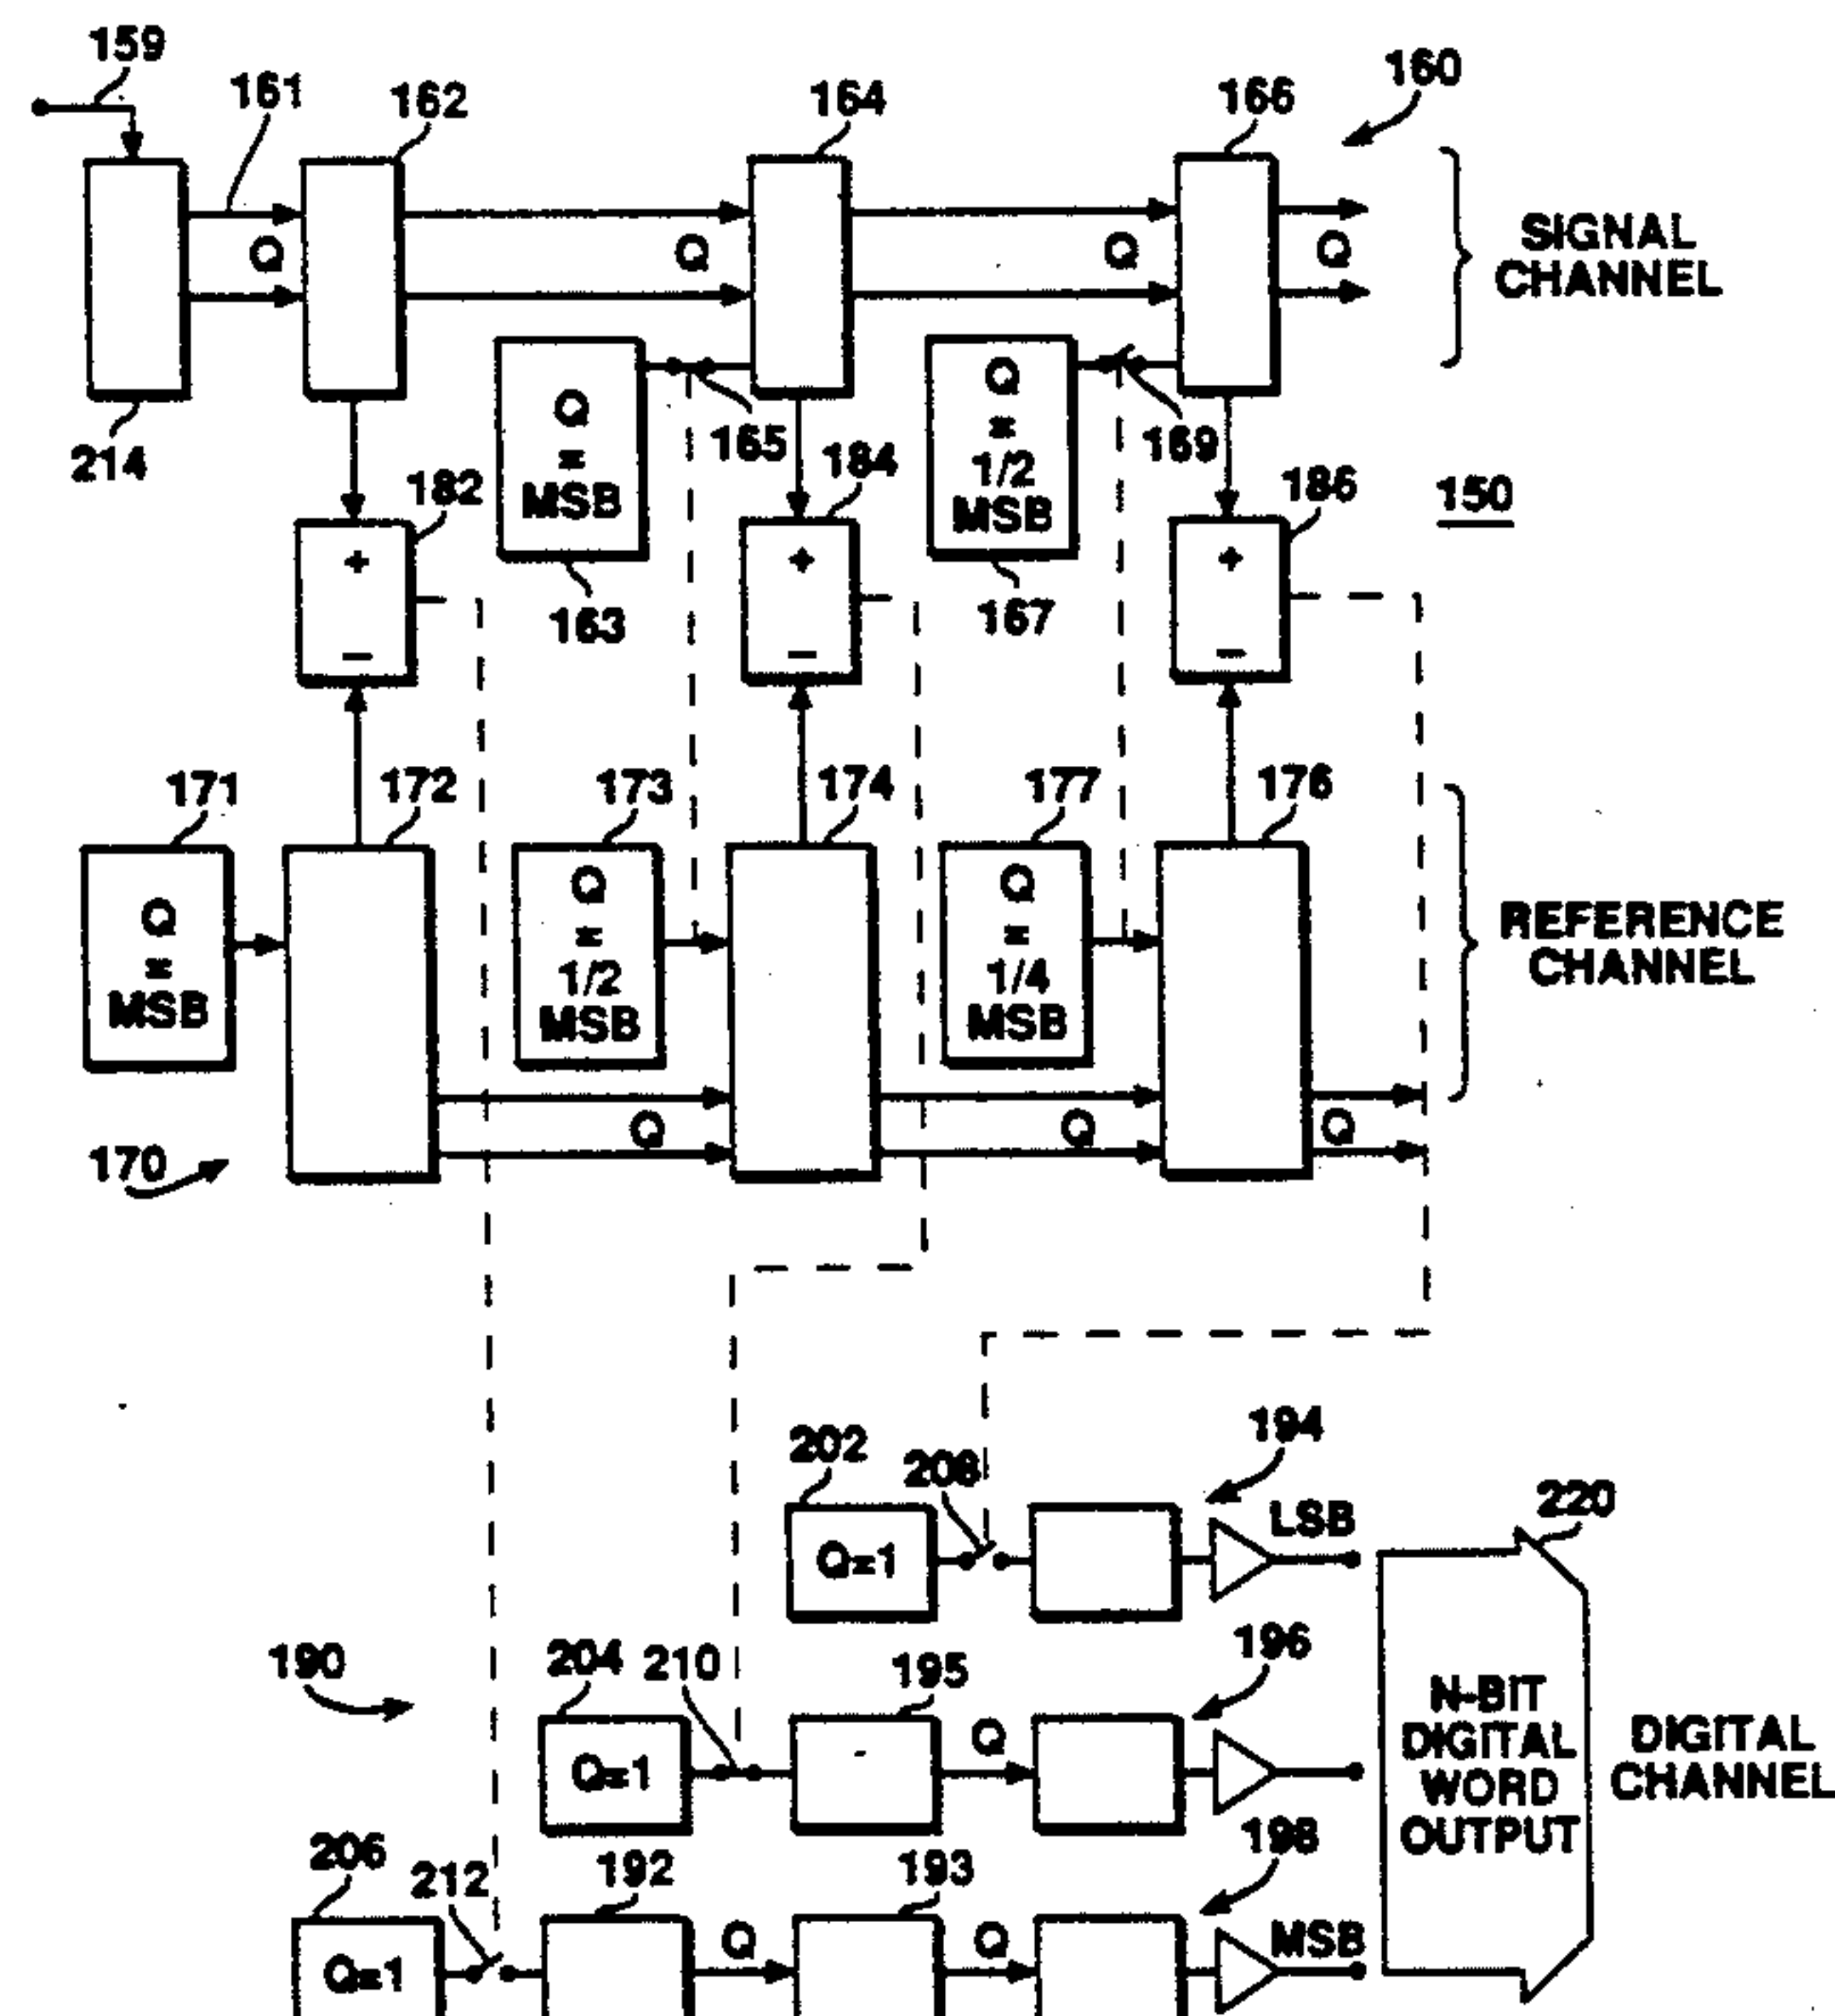 159
161
162
164
166
160
Q
Q
Q
Q
SIGNAL
CHANNEL
214
Q
=
MSB
165
Q
=
1/2
MSB
169
182
184
186
150
+
-
163
+
-
167
+
-
171
172
173
174
177
176
Q
=
MSB
Q
=
1/2
MSB
Q
=
1/4
MSB
REFERENCE
CHANNEL
Q
Q
Q
170
202
208
194
Q=1
LSB
220
190
204
210
195
196
Q=1
Q
N-BIT
DIGITAL
WORD
OUTPUT
DIGITAL
CHANNEL
206
212
192
193
198
Q=1
Q
Q
MSB